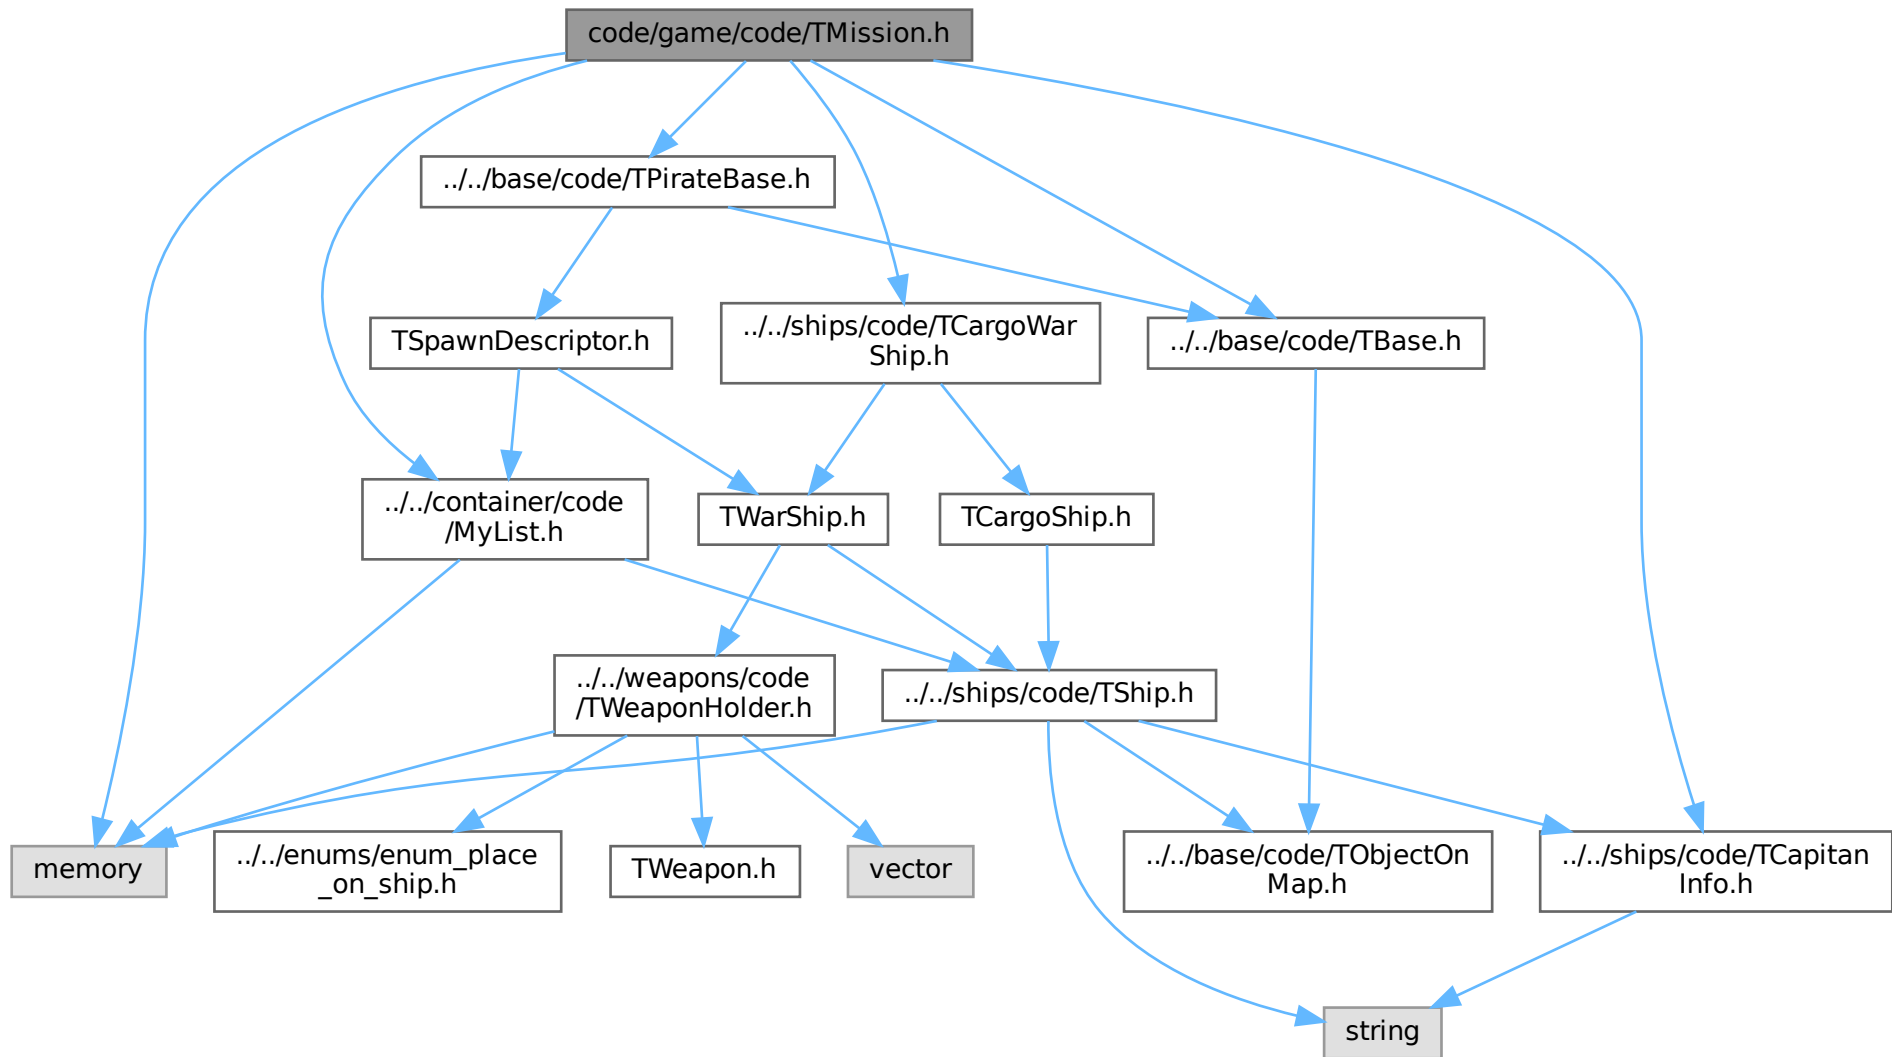 code/game/code/TMission.h
../../base/code/TPirateBase.h
TSpawnDescriptor.h
../../ships/code/TCargoWar
Ship.h
../../base/code/TBase.h
../../container/code
/MyList.h
TWarShip.h
TCargoShip.h
../../weapons/code
/TWeaponHolder.h
../../ships/code/TShip.h
memory
../../enums/enum_place
_on_ship.h
TWeapon.h
vector
../../base/code/TObjectOn
Map.h
../../ships/code/TCapitan
Info.h
string